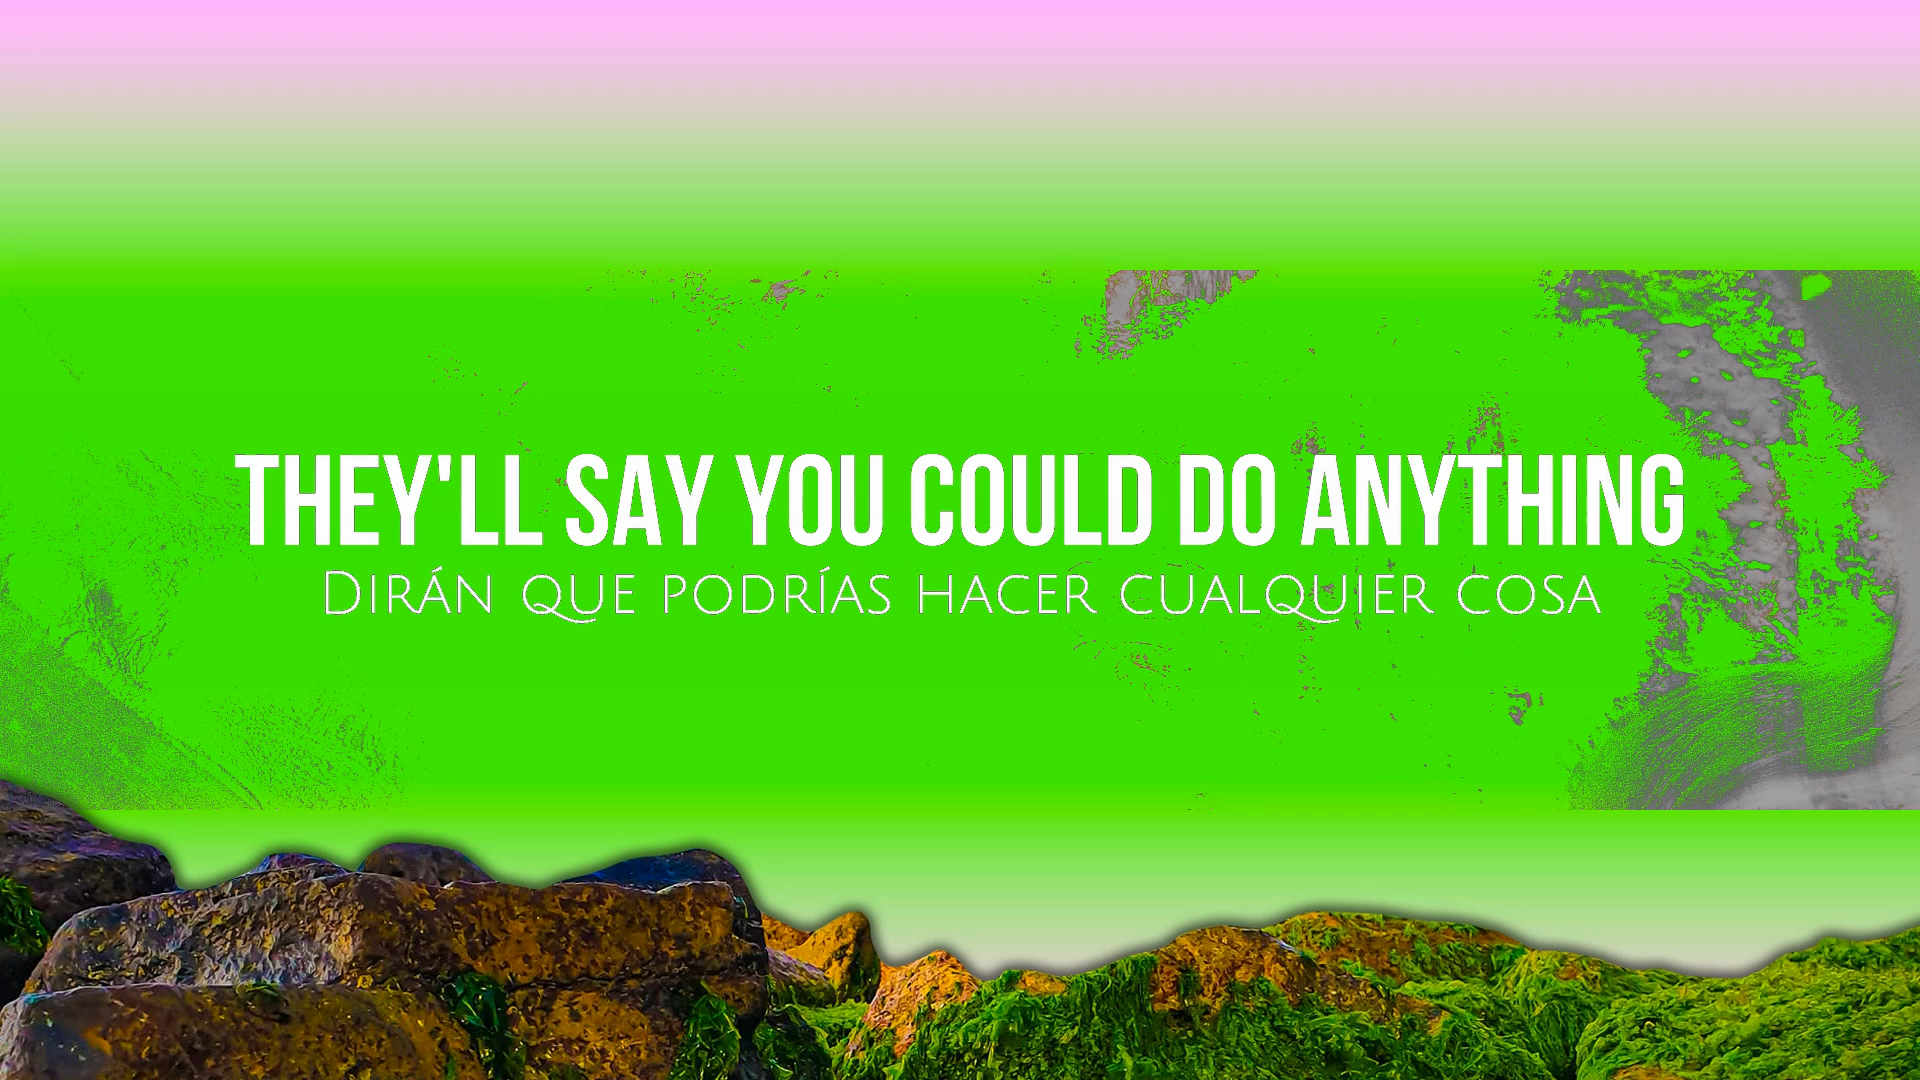 THEY'LL SAY YOU COULD DO ANYTHING
Dirán que podrías hacer cualquier cosa